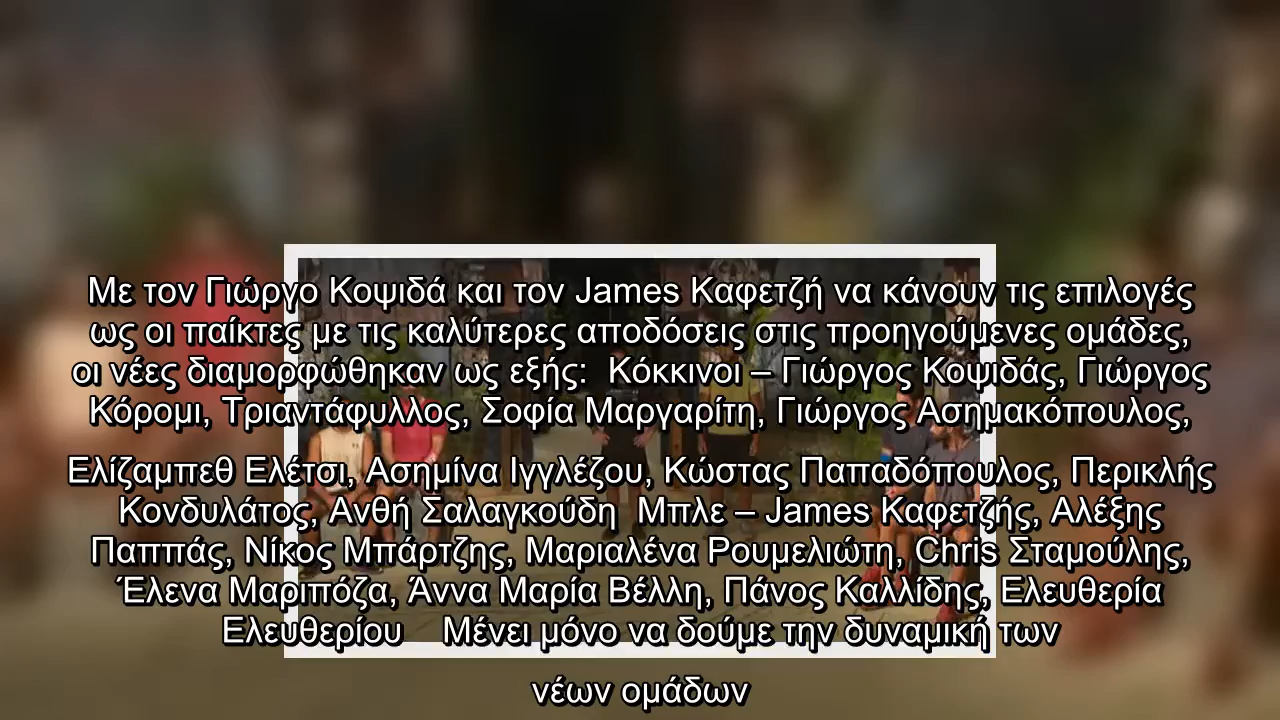 Με τον Γιώργο Κοψιδά και τον James Καφετζή να κάνουν τις επιλογές
ως οι παίκτες με τις καλύτερες αποδόσεις στις προηγούμενες ομάδες,
οι νέες διαμορφώθηκαν ως εξής:  Κόκκινοι – Γιώργος Κοψιδάς, Γιώργος
Κόρομι, Τριαντάφυλλος, Σοφία Μαργαρίτη, Γιώργος Ασημακόπουλος,
Ελίζαμπεθ Ελέτσι, Ασημίνα Ιγγλέζου, Κώστας Παπαδόπουλος, Περικλής
Κονδυλάτος, Ανθή Σαλαγκούδη  Μπλε – James Καφετζής, Αλέξης
Παππάς, Νίκος Μπάρτζης, Μαριαλένα Ρουμελιώτη, Chris Σταμούλης,
Έλενα Μαριπόζα, Άννα Μαρία Βέλλη, Πάνος Καλλίδης, Ελευθερία
Ελευθερίου    Μένει μόνο να δούμε την δυναμική των
νέων ομάδων